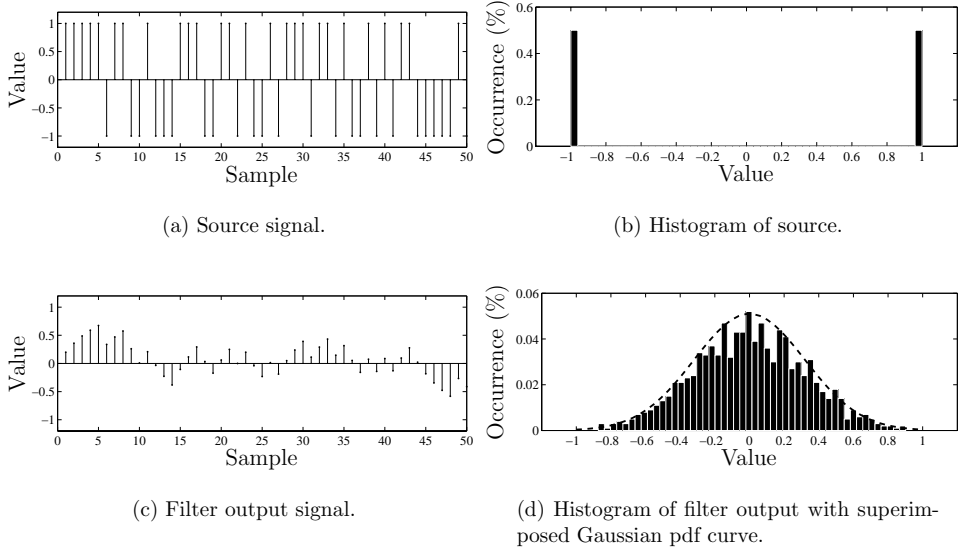 1
0.5
0
−0.5
−1
Value
0 5 10 15 20 25 30 35 40 45 50
Sample
(a) Source signal.
0.6
0.4
0.2
0
Occurrence (%)
−1 −0.8 −0.6 −0.4 −0.2 0 0.2 0.4 0.6 0.8 1
Value
(b) Histogram of source.
1
0.5
0
−0.5
−1
Value
0 5 10 15 20 25 30 35 40 45 50
Sample
(c) Filter output signal.
0.06
0.04
0.02
0
Occurrence (%)
−1 −0.8 −0.6 −0.4 −0.2 0 0.2 0.4 0.6 0.8 1
Value
(d) Histogram of filter output with superim-
posed Gaussian pdf curve.